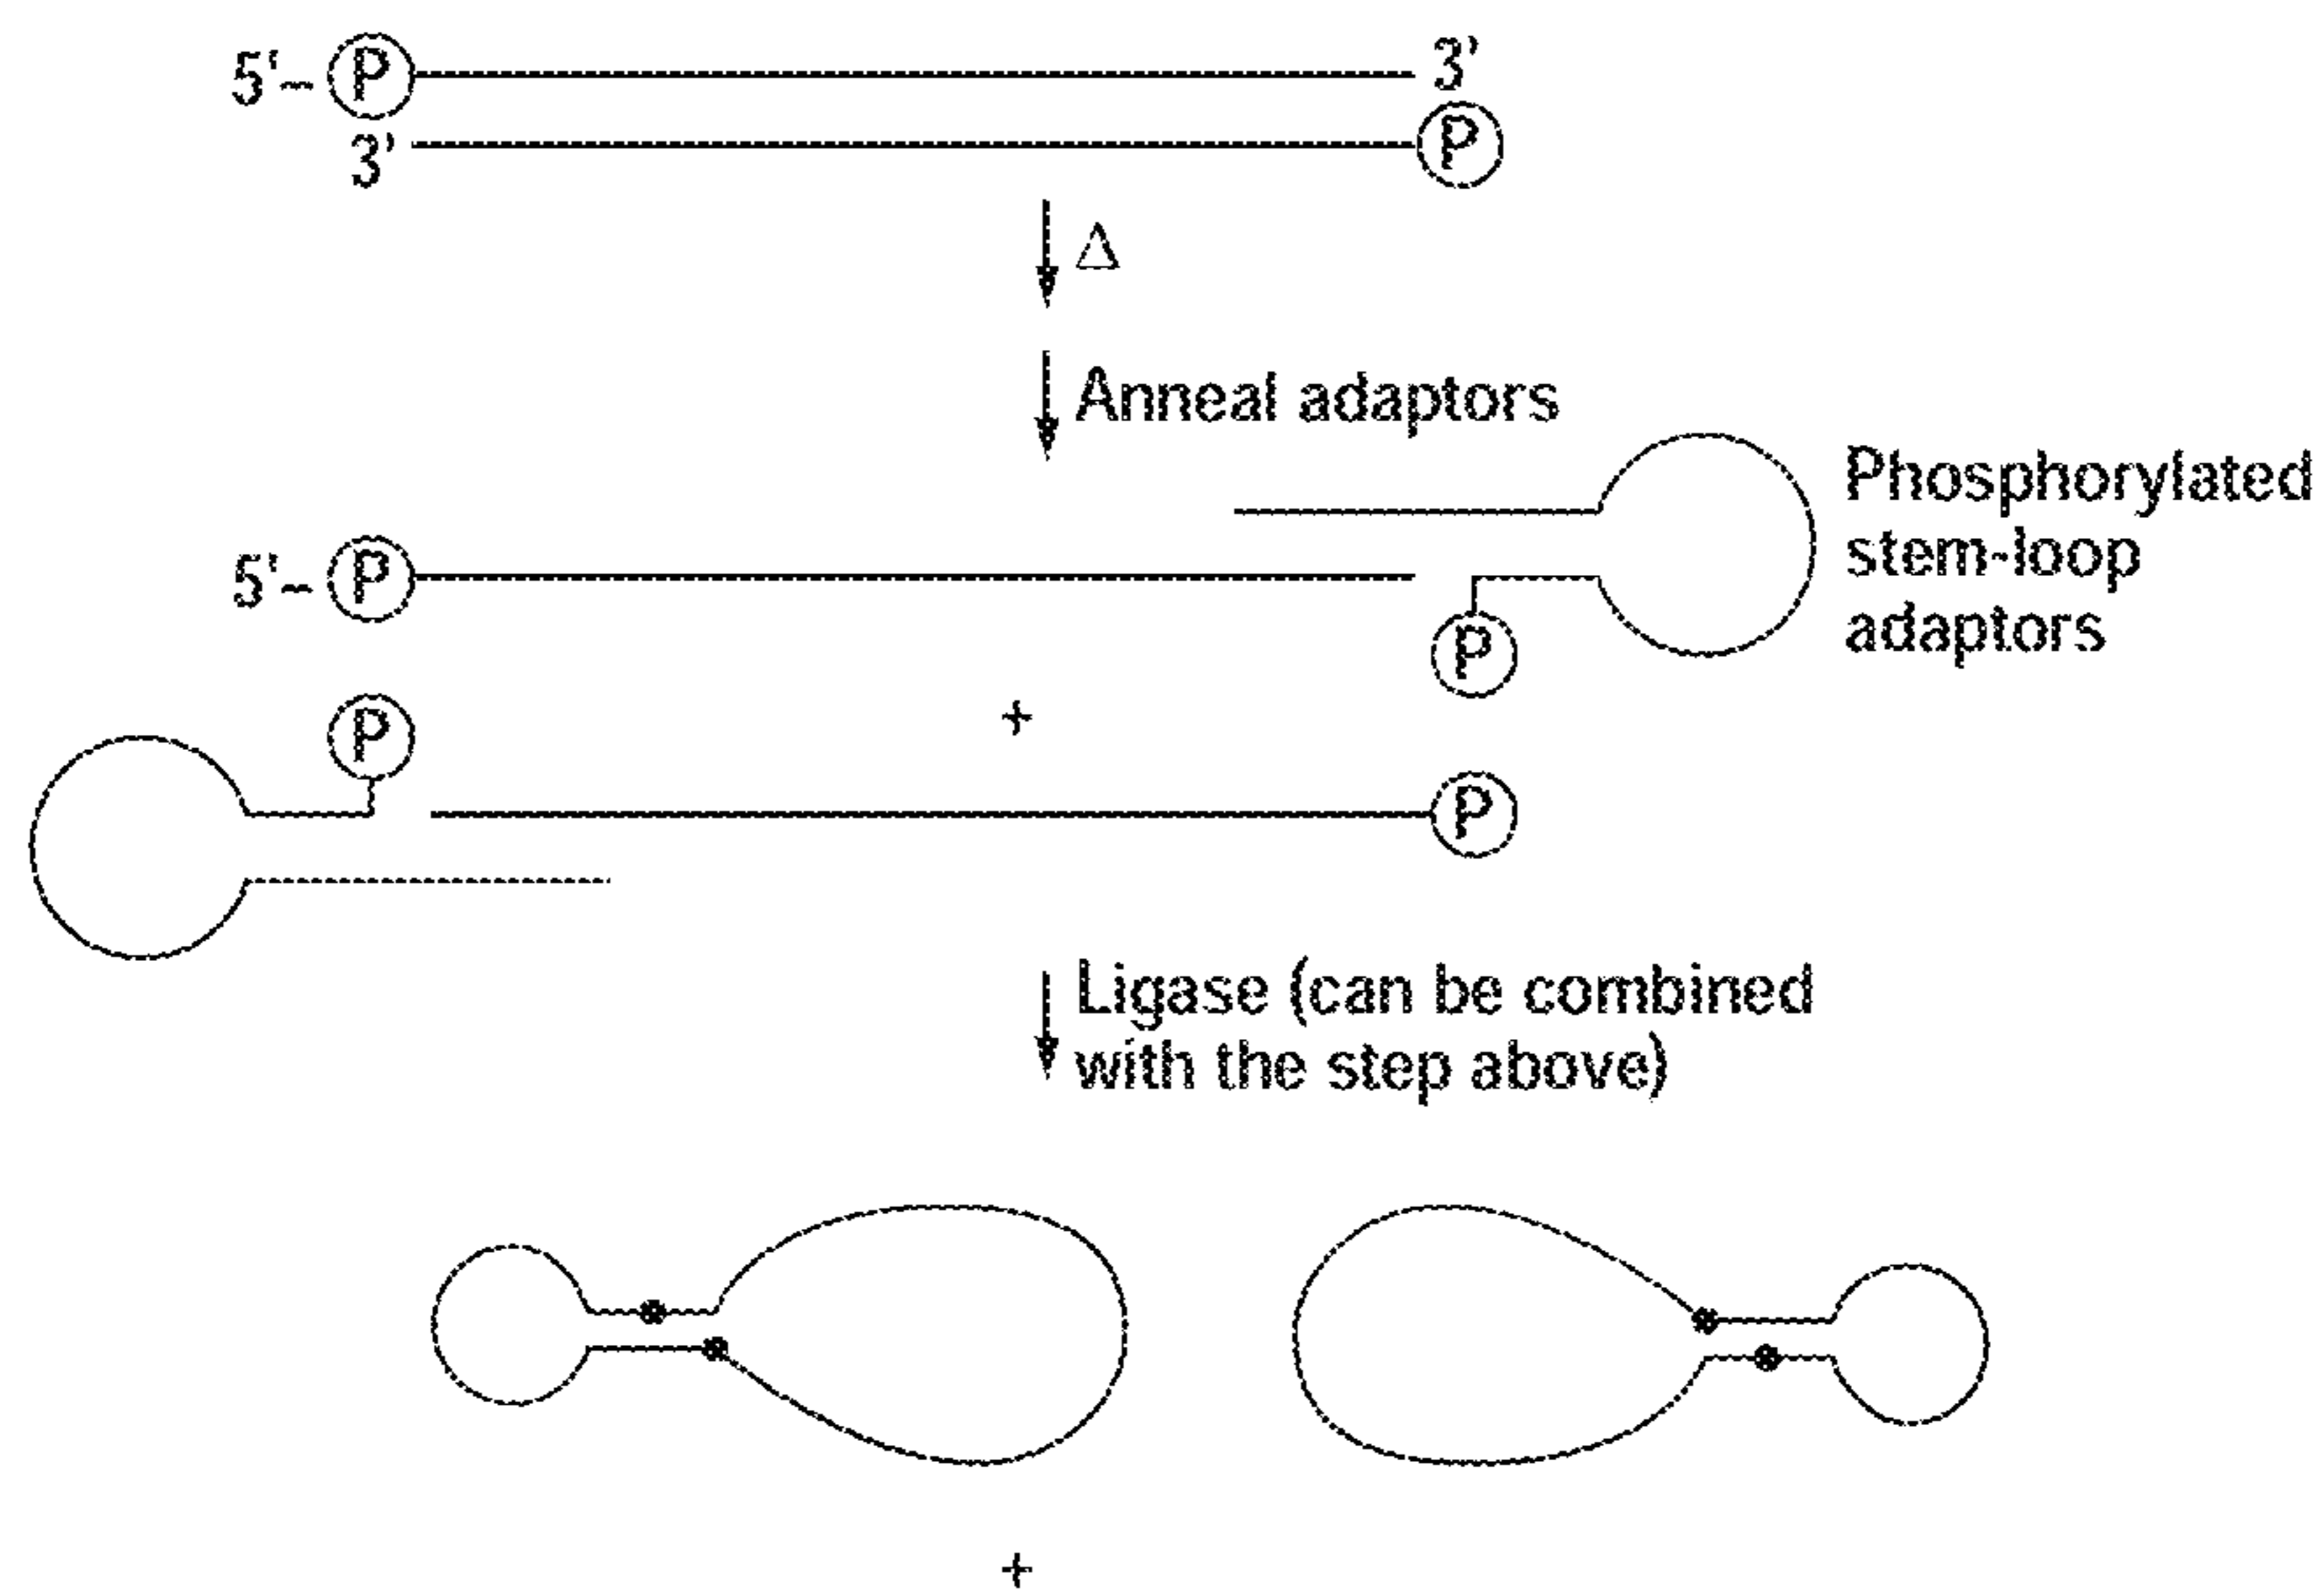 5'– P 3'
3' P
Δ
Anneal adaptors
Phosphorylated
stem-loop
adaptors
5'– P
P
+
P
P
Ligase (can be combined
with the step above)
+